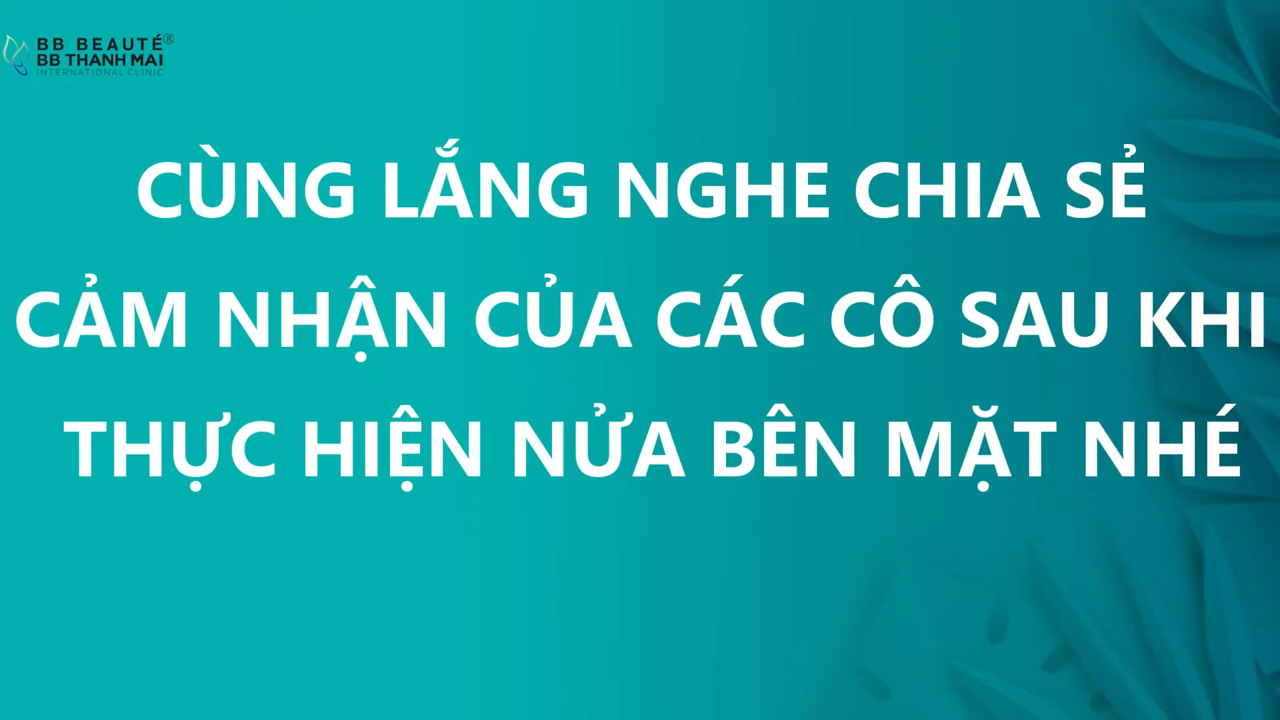 BB BEAUTÉ®
BB THANH MAI
INTERNATIONAL CLINIC
CÙNG LẮNG NGHE CHIA SẺ
CẢM NHẬN CỦA CÁC CÔ SAU KHI
THỰC HIỆN NỬA BÊN MẶT NHÉ